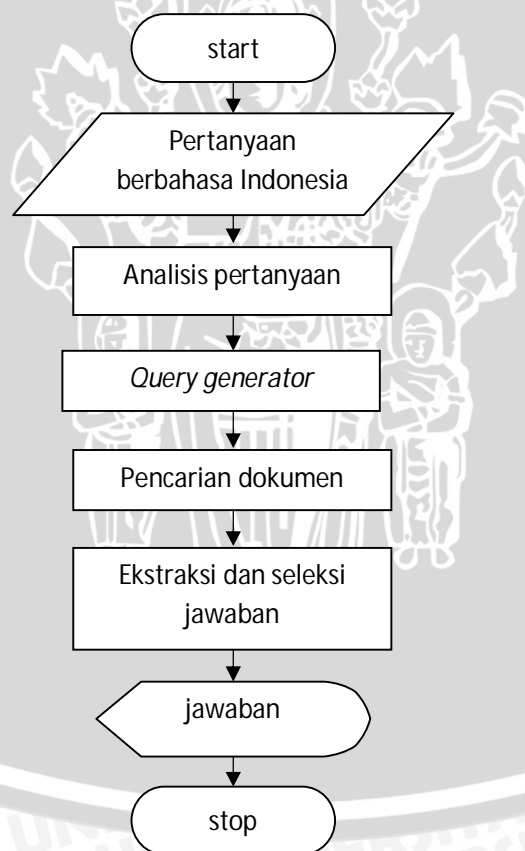 start
Pertanyaan
berbahasa Indonesia
Analisis pertanyaan
Query generator
Pencarian dokumen
Ekstraksi dan seleksi
jawaban
jawaban
stop